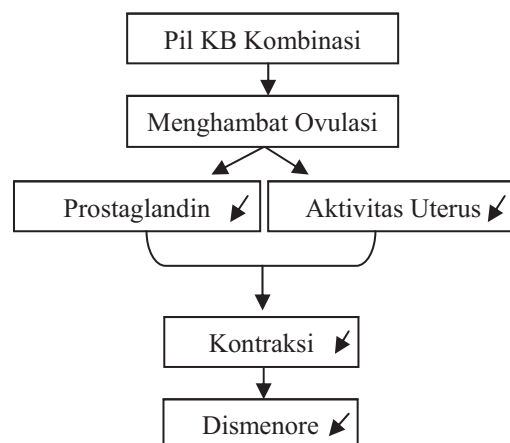 Pil KB Kombinasi
Menghambat Ovulasi
Prostaglandin
Aktivitas Uterus
Kontraksi
Dismenore